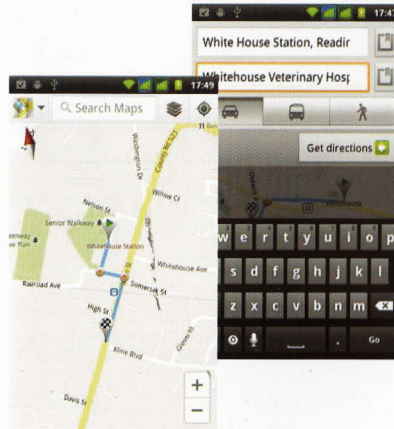 17:47
White House Station, Readir
Whitehouse Veterinary Hosp
Get directions
w e r t y u i o p
s d f g h j k l
z x c v b n m
. Go
17:49
Search Maps
County Rd 523
Washington Dr
Willow Cr
Nelson St
Senior Walkway
Whitehouse Station
Whitehouse Ave
Railroad Ave
Somerset St
High St
Kline Blvd
Davis St
+
−